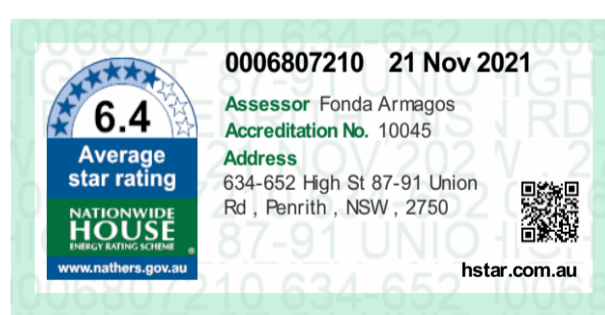 0006807210 21 Nov 2021
Assessor Fonda Armagos
Accreditation No. 10045
Address
634-652 High St 87-91 Union
Rd , Penrith , NSW , 2750
hstar.com.au
6.4
Average
star rating
NATIONWIDE
HOUSE
ENERGY RATING SCHEME
®
www.nathers.gov.au